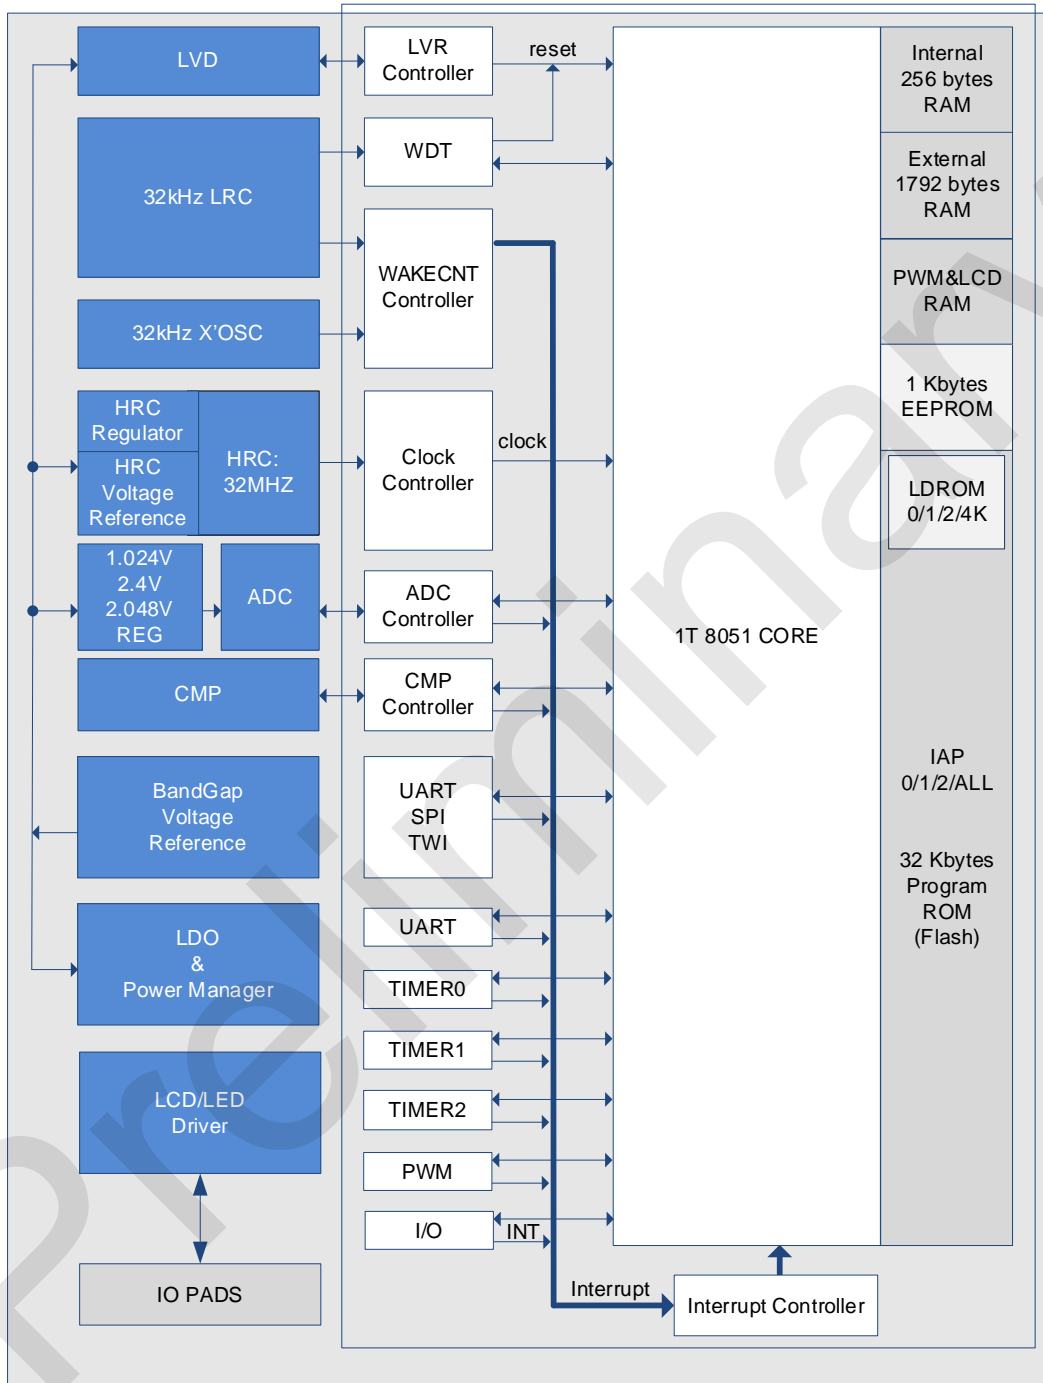 LVD
LVR
Controller
reset
Internal
256 bytes
RAM
32kHz LRC
WDT
External
1792 bytes
RAM
WAKECNT
Controller
PWM&LCD
RAM
32kHz X'OSC
HRC
Regulator
HRC
Voltage
Reference
HRC:
32MHZ
Clock
Controller
clock
1 Kbytes
EEPROM
LDROM
0/1/2/4K
1.024V
2.4V
2.048V
REG
ADC
ADC
Controller
1T 8051 CORE
CMP
CMP
Controller
BandGap
Voltage
Reference
UART
SPI
TWI
IAP
0/1/2/ALL
32 Kbytes
Program
ROM
(Flash)
LDO
&
Power Manager
UART
TIMER0
TIMER1
LCD/LED
Driver
TIMER2
PWM
I/O
INT
IO PADS
Interrupt
Interrupt Controller
Preliminary